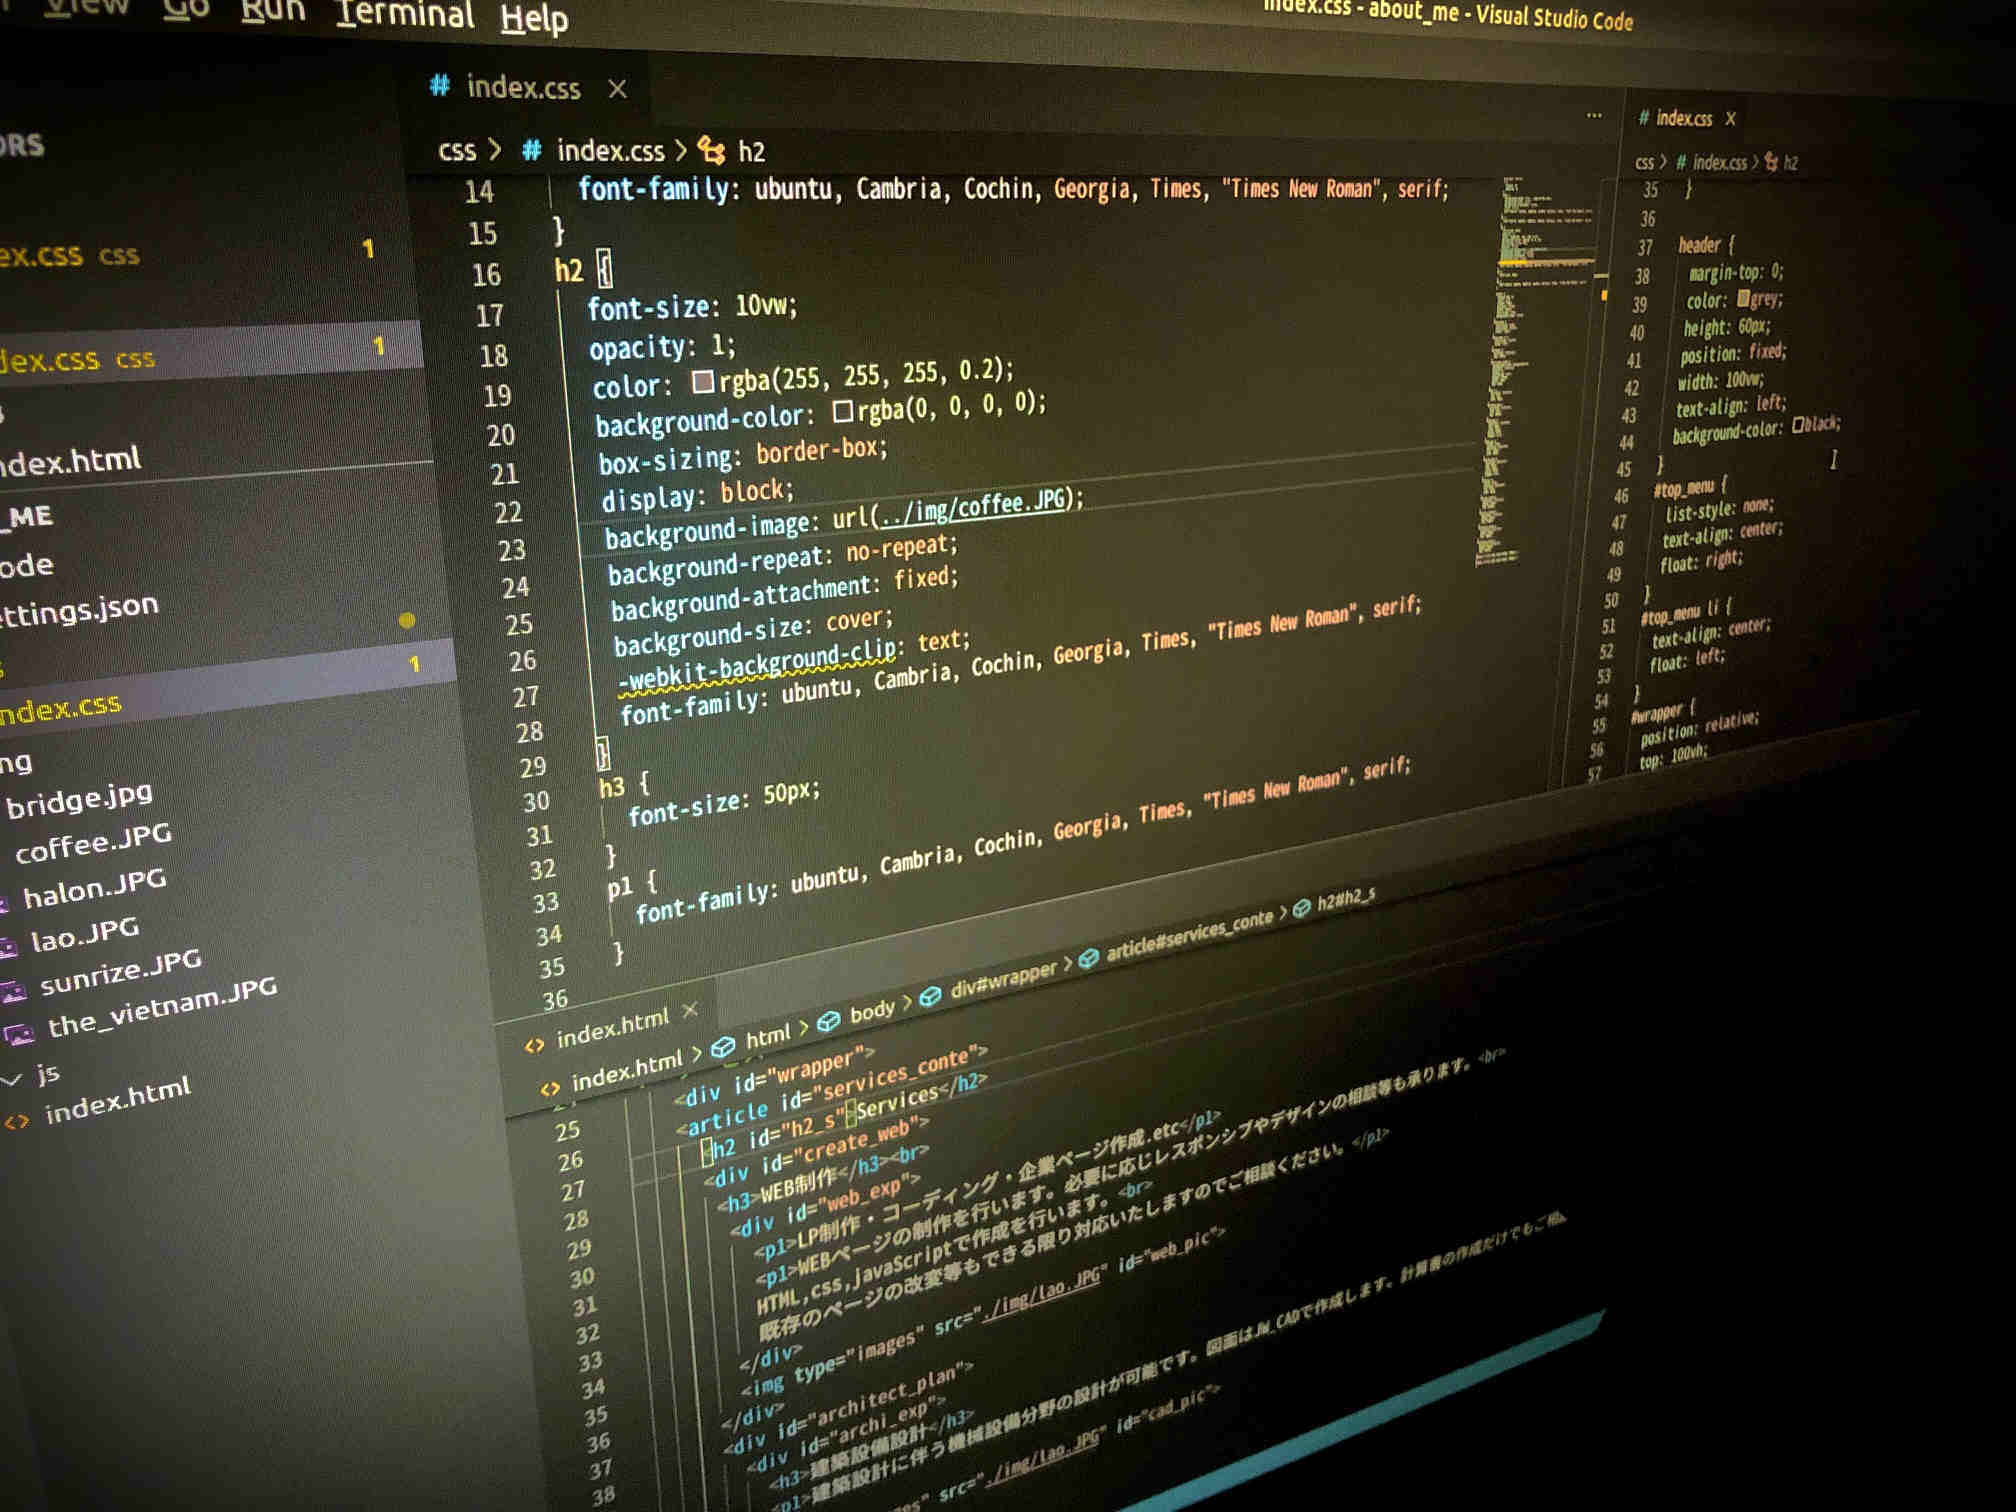 View Go Run Terminal Help
index.css - about_me - Visual Studio Code
ex.css css 1
dex.css css 1
ndex.html
_ME
ode
ttings.json
ndex.css 1
ng
bridge.jpg
coffee.JPG
halon.JPG
lao.JPG
sunrize.JPG
the_vietnam.JPG
js
<> index.html
# index.css ×
css > # index.css > h2
14 font-family: ubuntu, Cambria, Cochin, Georgia, Times, "Times New Roman", serif;
15 }
16 h2 {
17 font-size: 10vw;
18 opacity: 1;
19 color: rgba(255, 255, 255, 0.2);
20 background-color: rgba(0, 0, 0, 0);
21 box-sizing: border-box;
22 display: block;
23 background-image: url(../img/coffee.JPG);
24 background-repeat: no-repeat;
25 background-attachment: fixed;
26 background-size: cover;
27 -webkit-background-clip: text;
28 font-family: ubuntu, Cambria, Cochin, Georgia, Times, "Times New Roman", serif;
29 }
30 h3 {
31 font-size: 50px;
32 }
33 p1 {
34 font-family: ubuntu, Cambria, Cochin, Georgia, Times, "Times New Roman", serif;
35 }
36
# index.css ×
css > # index.css > h2
35 }
36
37 header {
38 margin-top: 0;
39 color: grey;
40 height: 60px;
41 position: fixed;
42 width: 100vw;
43 text-align: left;
44 background-color: black;
45 }
46 #top_menu {
47 list-style: none;
48 text-align: center;
49 float: right;
50 }
51 #top_menu li {
52 text-align: center;
53 float: left;
54 }
55 #wrapper {
56 position: relative;
57 top: 100vh;
<> index.html ×
<> index.html > html > body > div#wrapper > article#services_conte > h2#h2_s
<div id="wrapper">
25 <article id="services_conte">
26 <h2 id="h2_s">Services</h2>
27 <div id="create_web">
28 <h3>WEB制作</h3><br>
29 <div id="web_exp">
30 <p1>LP制作・コーディング・企業ページ作成.etc</p1>
31 <p1>WEBページの制作を行います。必要に応じレスポンシブやデザインの相談等も承ります。<br>
32 HTML,css,javaScriptで作成を行います。<br>
33 既存のページの改変等もできる限り対応いたしますのでご相談ください。</p1>
34 </div>
35 <img type="images" src="./img/lao.JPG" id="web_pic">
36 </div>
37 <div id="architect_plan">
38 <div id="archi_exp">
<h3>建築設備設計</h3>
<p1>建築設計に伴う機械設備分野の設計が可能です。図面はJW_CADで作成します。計算書の作成だけでもご相
src="./img/lao.JPG" id="cad_pic">